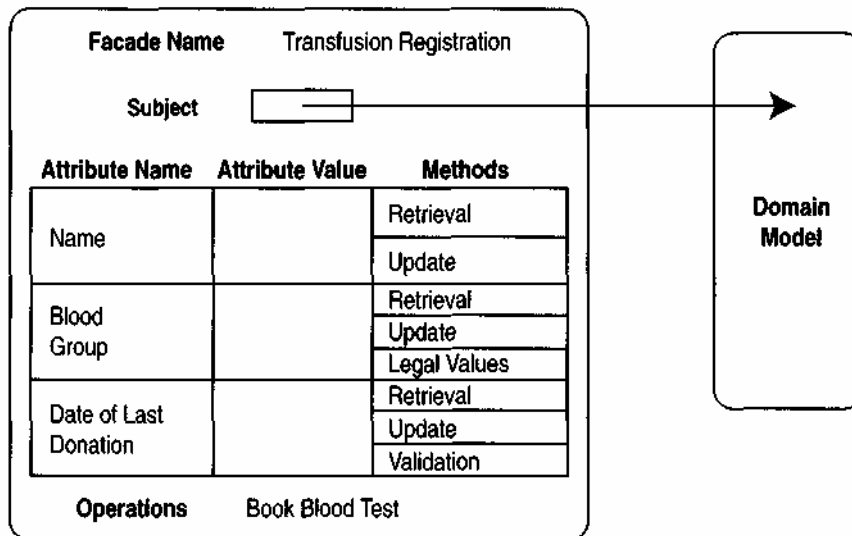 Facade Name Transfusion Registration
Subject
Attribute Name Attribute Value Methods
Name
Retrieval
Update
Blood
Group
Retrieval
Update
Legal Values
Date of Last
Donation
Retrieval
Update
Validation
Operations Book Blood Test
Domain
Model